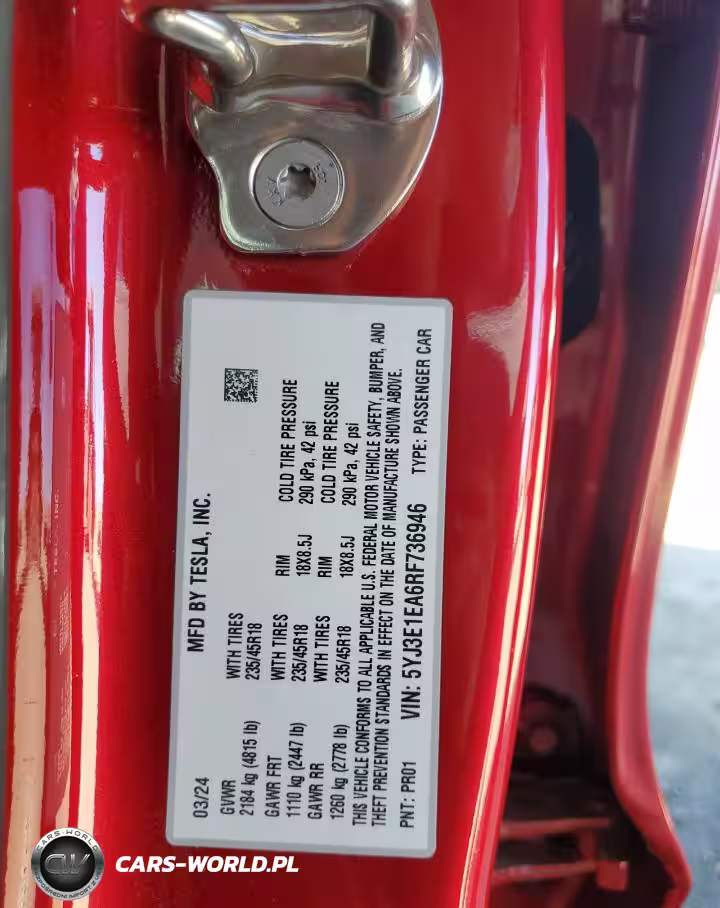 MFD BY TESLA, INC.
03/24
GVWR WITH TIRES
2184 kg (4815 lb) 235/45R18
GAWR FRT WITH TIRES RIM COLD TIRE PRESSURE
1110 kg (2447 lb) 235/45R18 18X8.5J 290 kPa, 42 psi
GAWR RR WITH TIRES RIM COLD TIRE PRESSURE
1260 kg (2778 lb) 235/45R18 18X8.5J 290 kPa, 42 psi
THIS VEHICLE CONFORMS TO ALL APPLICABLE U.S. FEDERAL MOTOR VEHICLE SAFETY, BUMPER, AND
THEFT PREVENTION STANDARDS IN EFFECT ON THE DATE OF MANUFACTURE SHOWN ABOVE.
PNT: PR01 VIN: 5YJ3E1EA6RF736946 TYPE: PASSENGER CAR
CARS-WORLD
CW
CARS-WORLD.PL